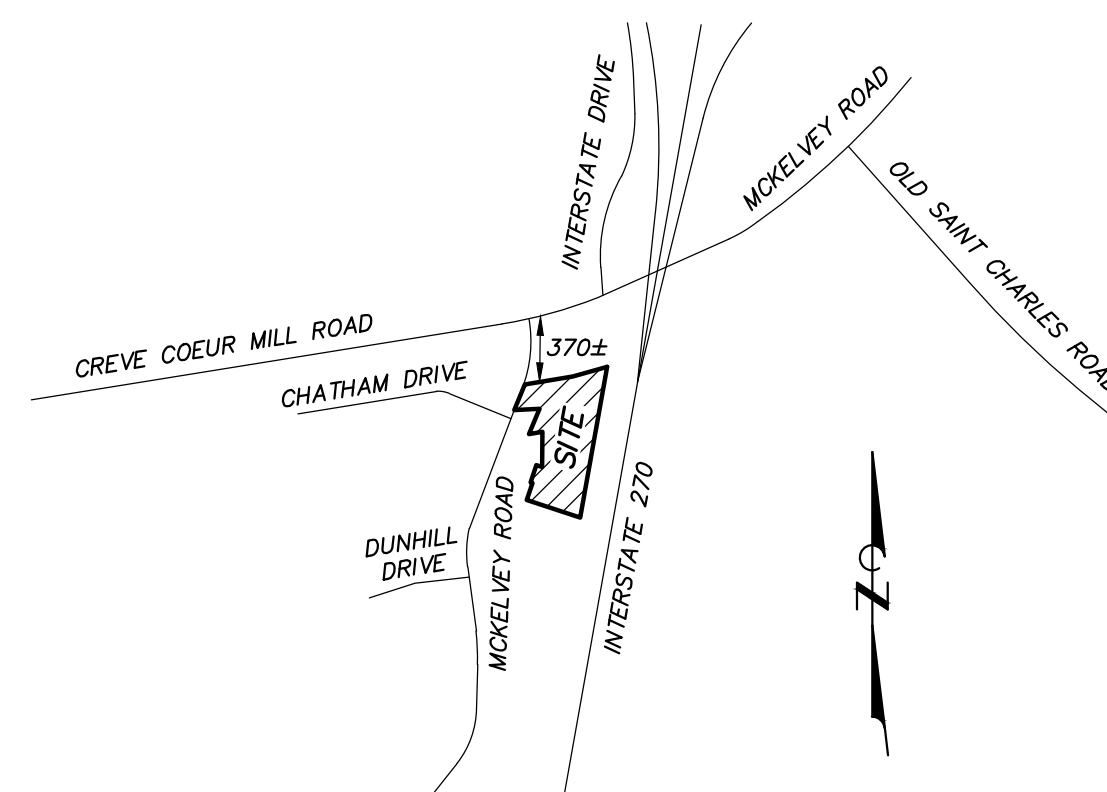 INTERSTATE DRIVE
MCKELVEY ROAD
OLD SAINT CHARLES ROAD
CREVE COEUR MILL ROAD
370±
CHATHAM DRIVE
SITE
INTERSTATE 270
MCKELVEY ROAD
DUNHILL
DRIVE
N